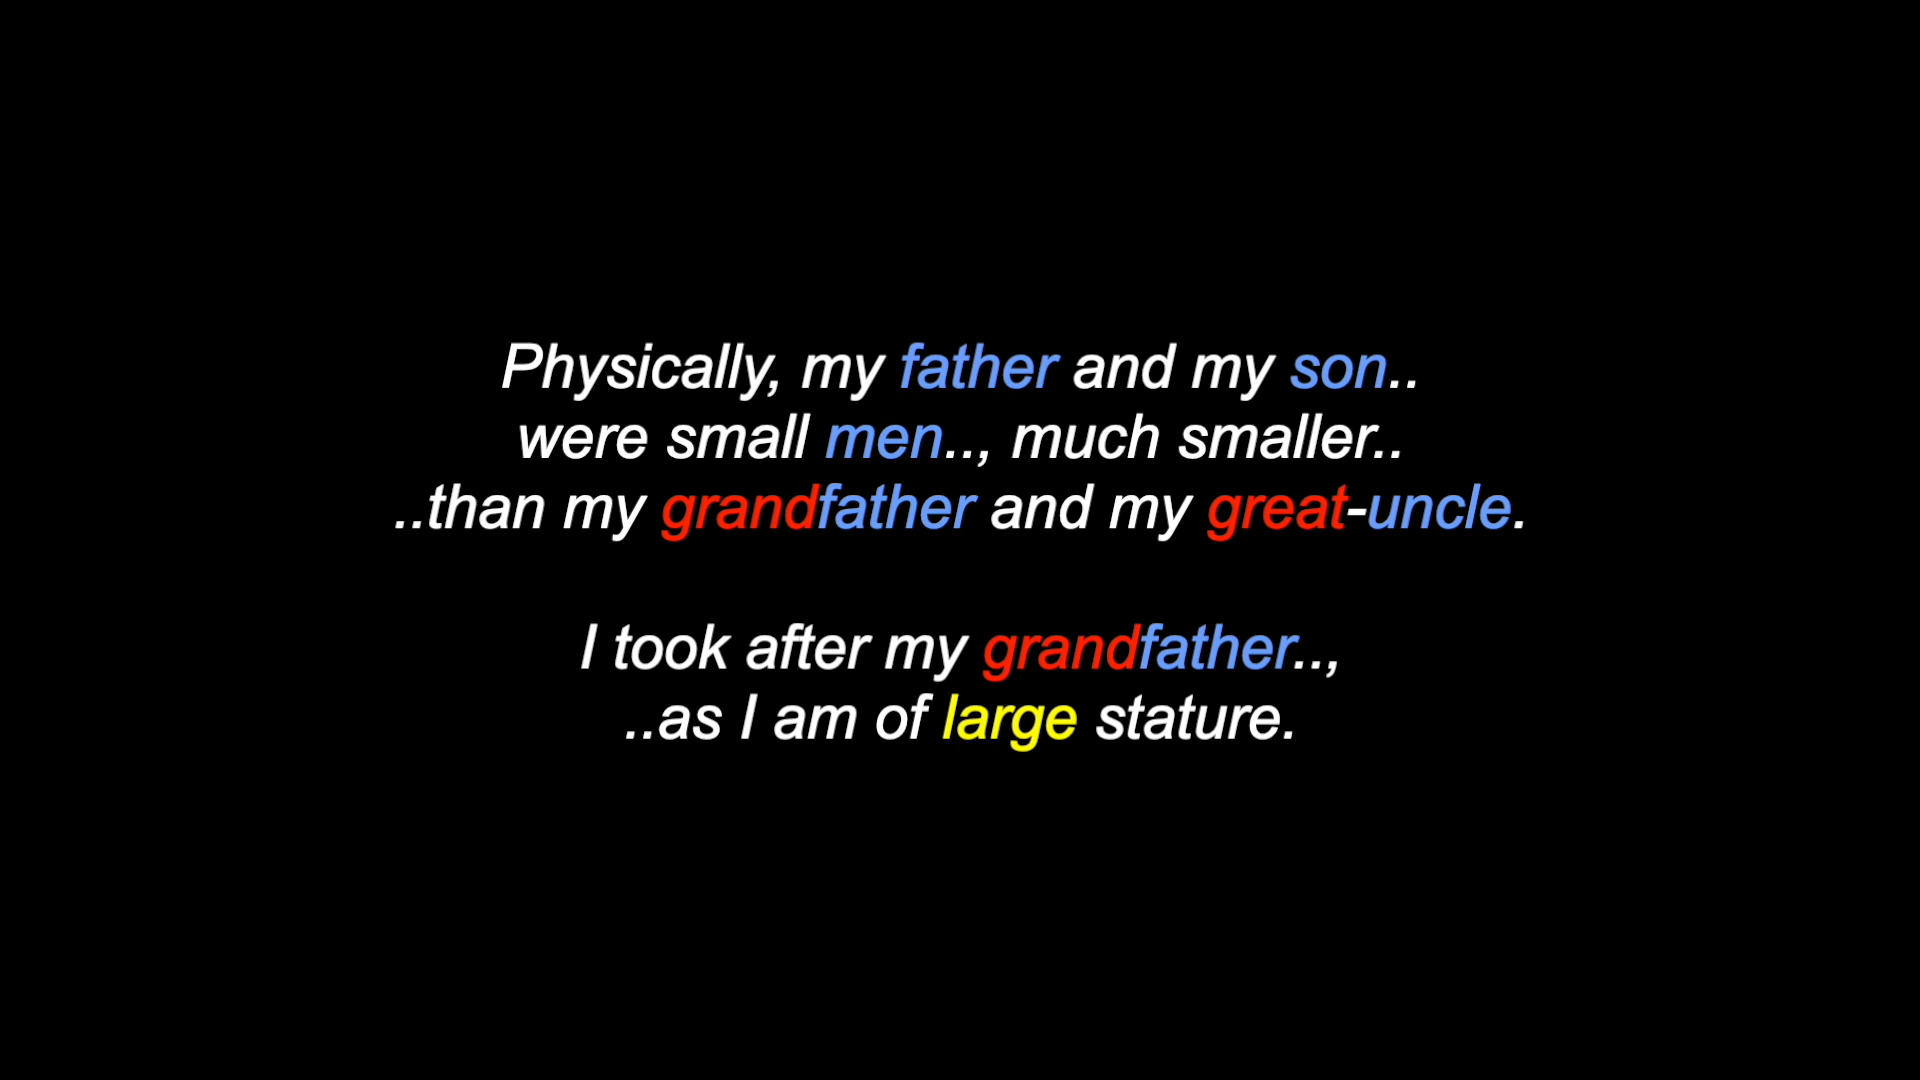 Physically, my father and my son..
were small men.., much smaller..
..than my grandfather and my great-uncle.
I took after my grandfather..,
..as I am of large stature.